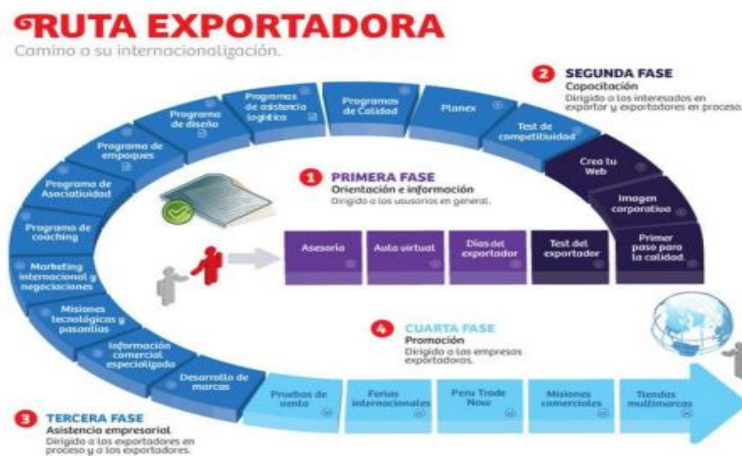 RUTA EXPORTADORA
Camino a su internacionalización.
1 PRIMERA FASE
Orientación e información
Dirigido a los ususarios en general.
Asesoría
Aula virtual
Días del
exportador
Test del
exportador
2 SEGUNDA FASE
Capacitación
Dirigido a los interesados en
exportar y exportadores en proceso.
Primer
paso para
la calidad.
Imagen
corporativa
Crea tu
Web
Test de
competitividad
Planex
Programas
de Calidad
Programas
de asistencia
logística
Programa
de diseño
Programa de
empaques
Programa de
Asociatividad
Programa de
coaching
Marketing
internacional y
negociaciones
Misiones
tecnológicas y
pasantías
Información
comercial
especializada
Desarrollo de
marcas
3 TERCERA FASE
Asistencia empresarial
Dirigido a los exportadores en
proceso y a los exportadores.
4 CUARTA FASE
Promoción
Dirigido a las empresas
exportadoras.
Pruebas de
venta
Ferias
internacionales
Peru Trade
Now
Misiones
comerciales
Tiendas
multimarcas